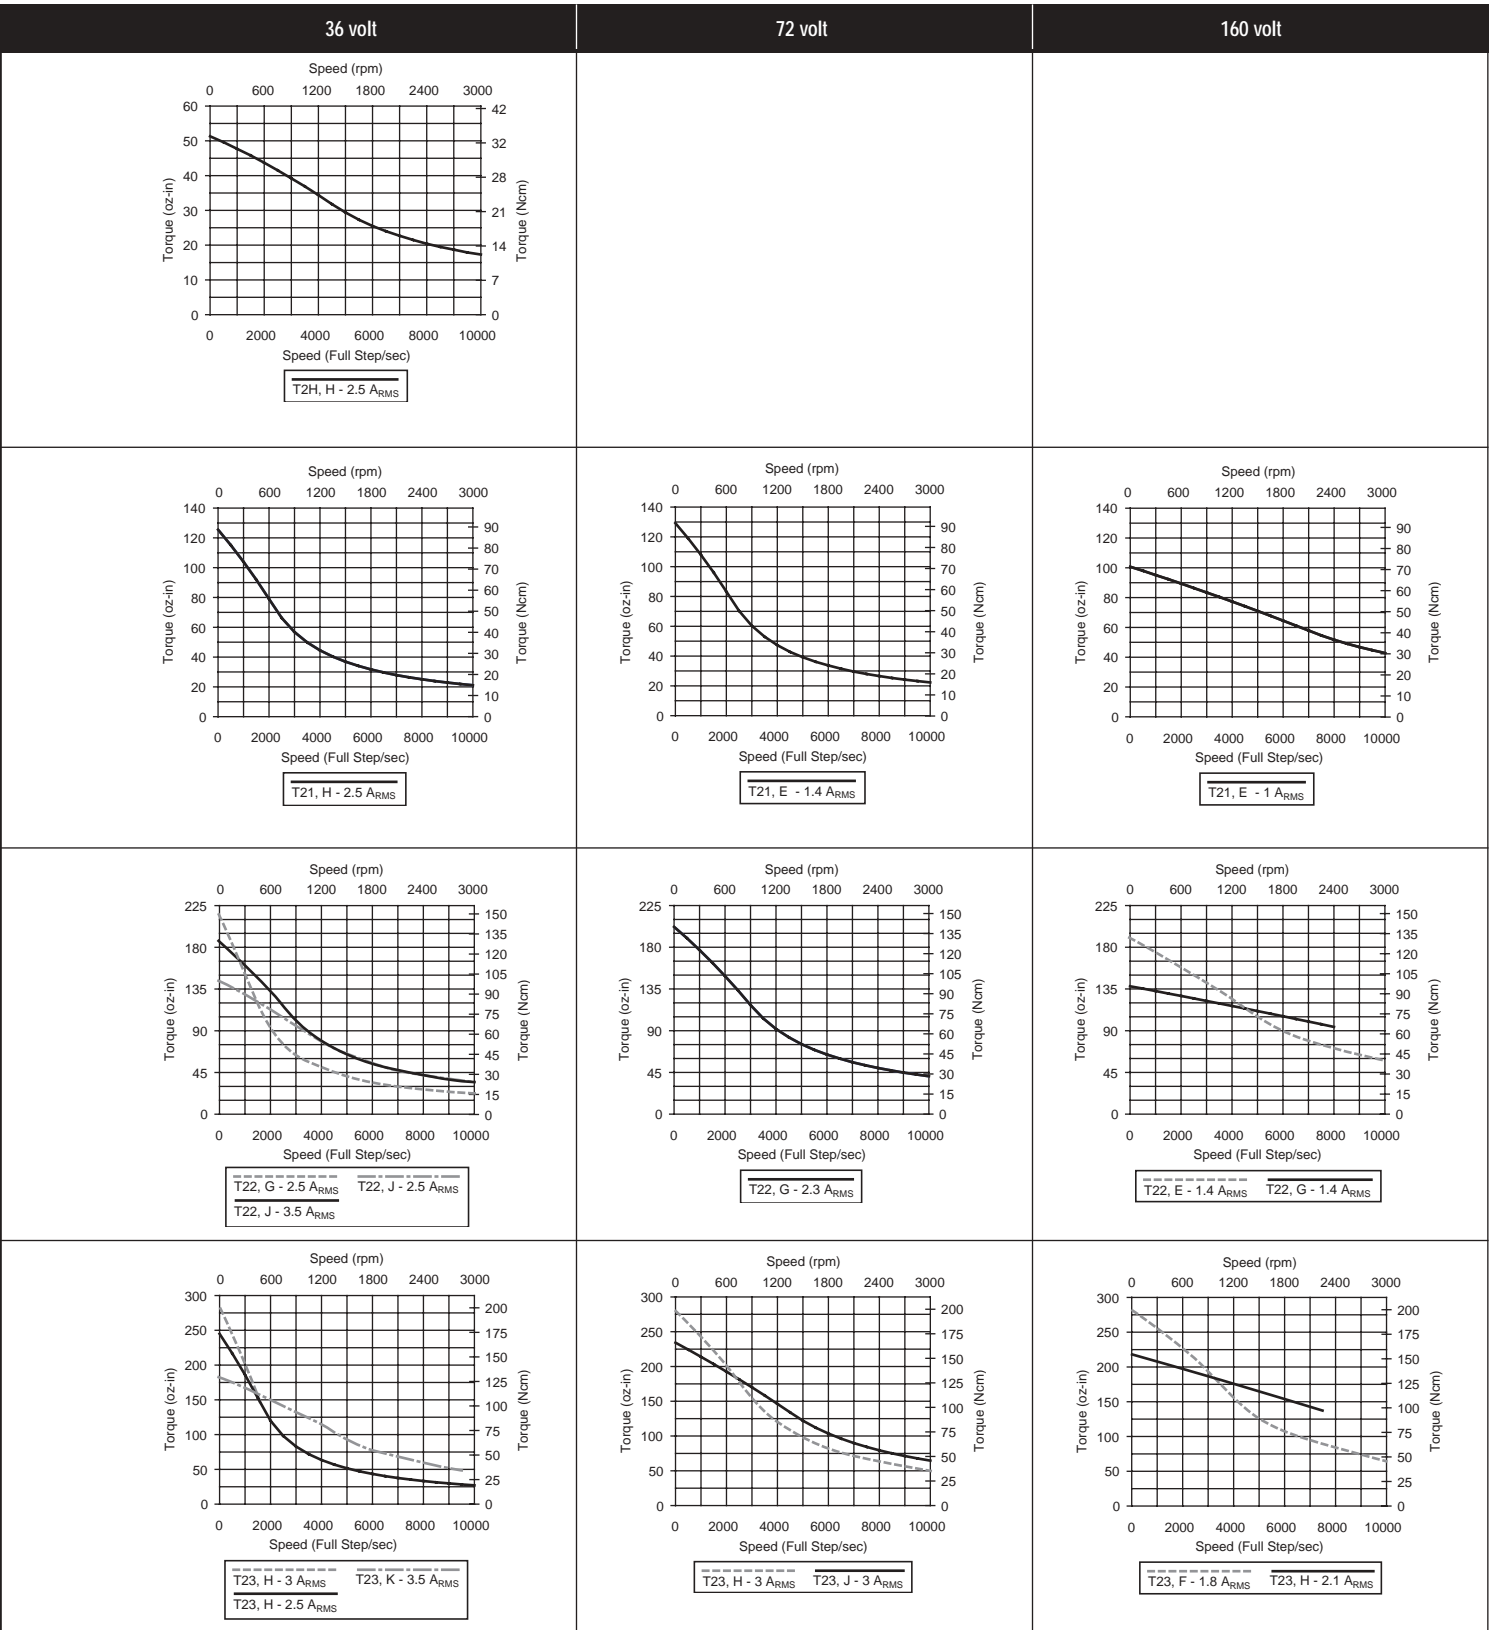 36 volt 72 volt 160 volt
Speed (rpm)
0 600 1200 1800 2400 3000
60
50
40
30
20
10
0
Torque (oz-in)
42
32
28
21
14
7
0
Torque (Ncm)
0 2000 4000 6000 8000 10000
Speed (Full Step/sec)
T2H, H - 2.5 ARMS
Speed (rpm)
0 600 1200 1800 2400 3000
140
120
100
80
60
40
20
0
Torque (oz-in)
90
80
70
60
50
40
30
20
10
0
Torque (Ncm)
0 2000 4000 6000 8000 10000
Speed (Full Step/sec)
T21, H - 2.5 ARMS
Speed (rpm)
0 600 1200 1800 2400 3000
140
120
100
80
60
40
20
0
Torque (oz-in)
90
80
70
60
50
40
30
20
10
0
Torque (Ncm)
0 2000 4000 6000 8000 10000
Speed (Full Step/sec)
T21, E - 1.4 ARMS
Speed (rpm)
0 600 1200 1800 2400 3000
140
120
100
80
60
40
20
0
Torque (oz-in)
90
80
70
60
50
40
30
20
10
0
Torque (Ncm)
0 2000 4000 6000 8000 10000
Speed (Full Step/sec)
T21, E - 1 ARMS
Speed (rpm)
0 600 1200 1800 2400 3000
225
180
135
90
45
0
Torque (oz-in)
150
135
120
105
90
75
60
45
30
15
0
Torque (Ncm)
0 2000 4000 6000 8000 10000
Speed (Full Step/sec)
T22, G - 2.5 ARMS T22, J - 2.5 ARMS
T22, J - 3.5 ARMS
Speed (rpm)
0 600 1200 1800 2400 3000
225
180
135
90
45
0
Torque (oz-in)
150
135
120
105
90
75
60
45
30
15
0
Torque (Ncm)
0 2000 4000 6000 8000 10000
Speed (Full Step/sec)
T22, G - 2.3 ARMS
Speed (rpm)
0 600 1200 1800 2400 3000
225
180
135
90
45
0
Torque (oz-in)
150
135
120
105
90
75
60
45
30
15
0
Torque (Ncm)
0 2000 4000 6000 8000 10000
Speed (Full Step/sec)
T22, E - 1.4 ARMS T22, G - 1.4 ARMS
Speed (rpm)
0 600 1200 1800 2400 3000
300
250
200
150
100
50
0
Torque (oz-in)
200
175
150
125
100
75
50
25
0
Torque (Ncm)
0 2000 4000 6000 8000 10000
Speed (Full Step/sec)
T23, H - 3 ARMS T23, K - 3.5 ARMS
T23, H - 2.5 ARMS
Speed (rpm)
0 600 1200 1800 2400 3000
300
250
200
150
100
50
0
Torque (oz-in)
200
175
150
125
100
75
50
25
0
Torque (Ncm)
0 2000 4000 6000 8000 10000
Speed (Full Step/sec)
T23, H - 3 ARMS T23, J - 3 ARMS
Speed (rpm)
0 600 1200 1800 2400 3000
300
250
200
150
100
50
0
Torque (oz-in)
200
175
150
125
100
75
50
25
0
Torque (Ncm)
0 2000 4000 6000 8000 10000
Speed (Full Step/sec)
T23, F - 1.8 ARMS T23, H - 2.1 ARMS